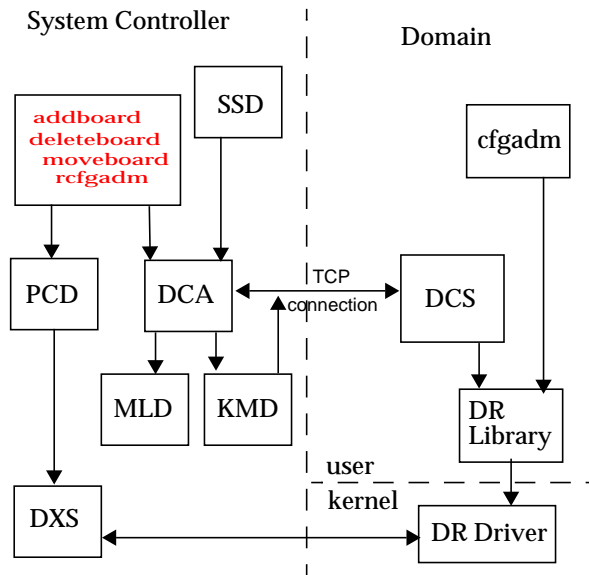 System Controller
Domain
addboard
deleteboard
moveboard
rcfgadm
SSD
cfgadm
PCD
DCA
TCP
connection
DCS
MLD
KMD
DR
Library
user
kernel
DXS
DR Driver